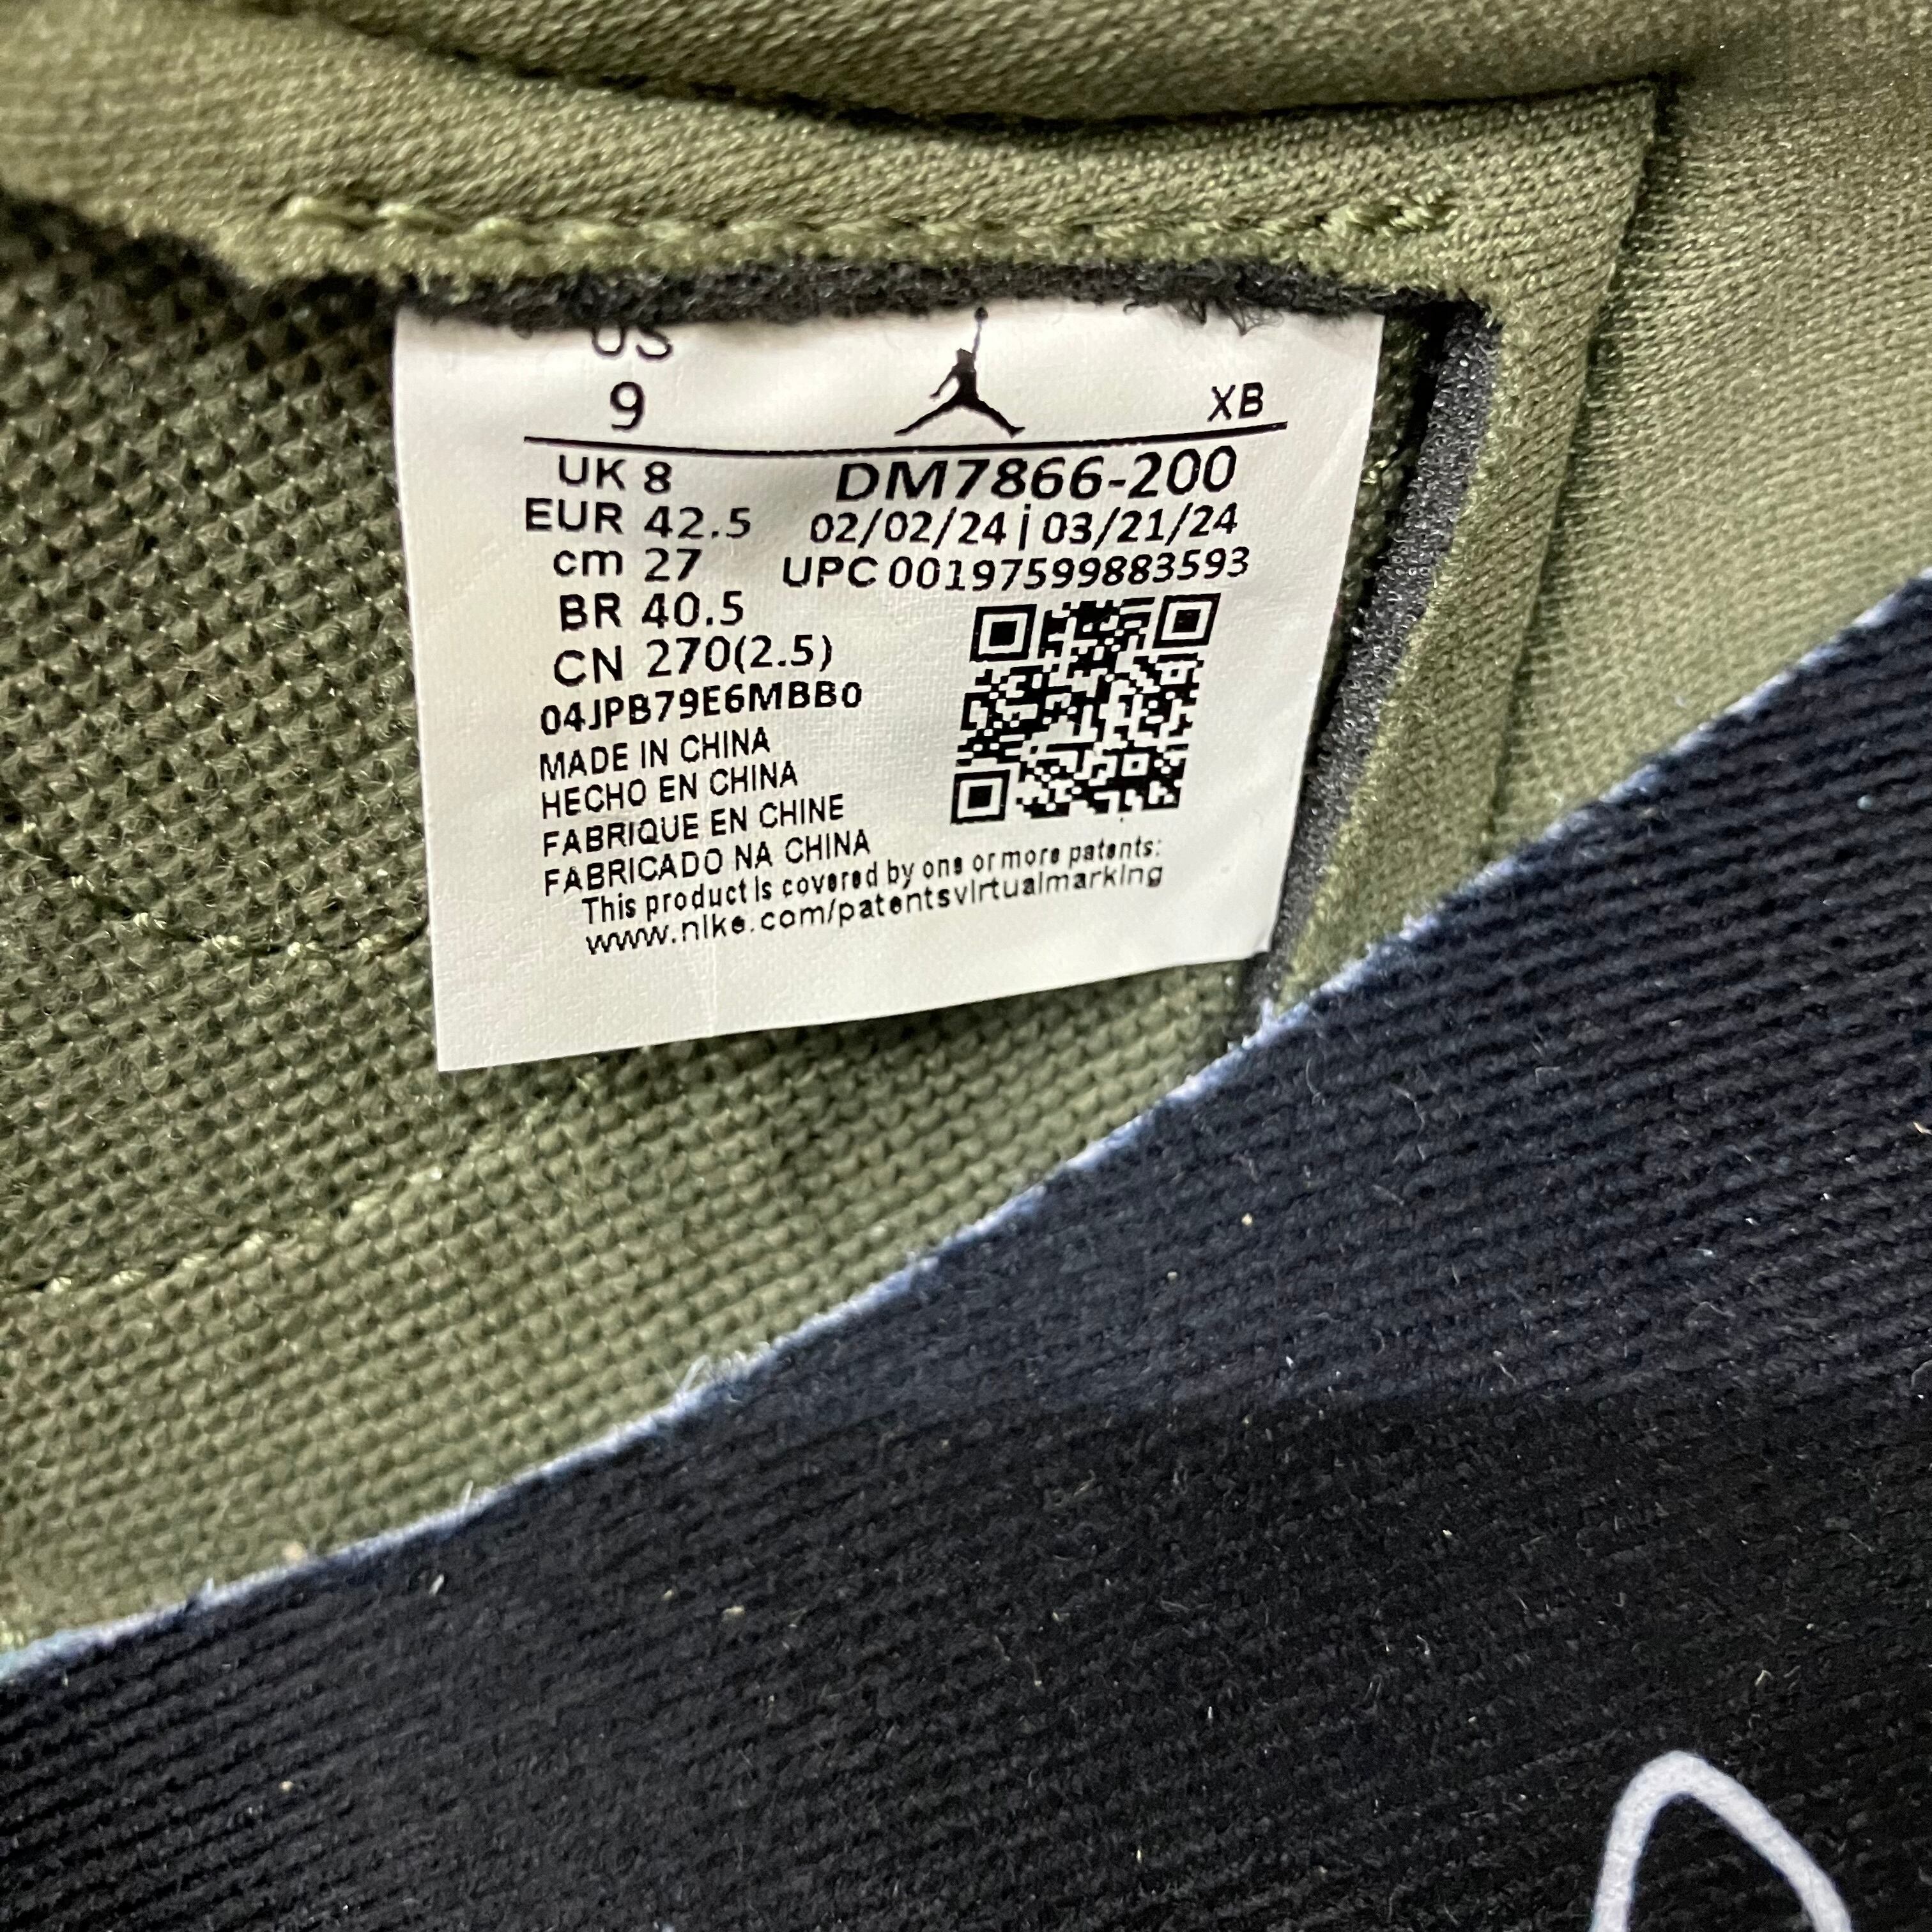 US
9
XB
UK 8
DM7866-200
EUR 42.5
02/02/24 | 03/21/24
cm 27
UPC 00197599883593
BR 40.5
CN 270(2.5)
04JPB79E6MBB0
MADE IN CHINA
HECHO EN CHINA
FABRIQUE EN CHINE
FABRICADO NA CHINA
This product is covered by one or more patents:
www.nike.com/patentsvirtualmarking